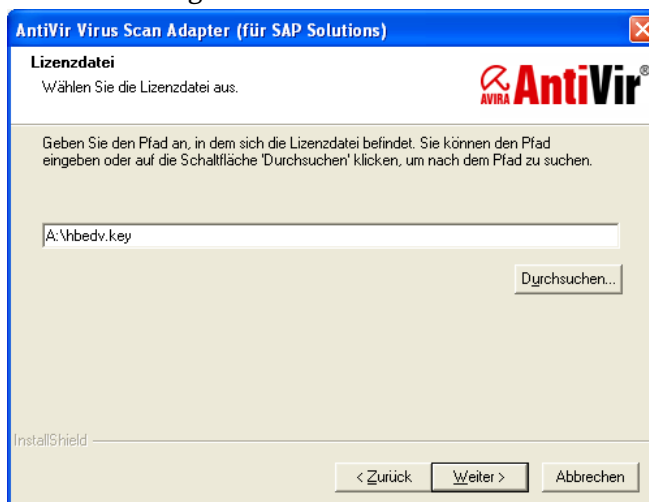 AntiVir Virus Scan Adapter (für SAP Solutions)
Lizenzdatei
Wählen Sie die Lizenzdatei aus.
AVIRA AntiVir®
Geben Sie den Pfad an, in dem sich die Lizenzdatei befindet. Sie können den Pfad
eingeben oder auf die Schaltfläche 'Durchsuchen' klicken, um nach dem Pfad zu suchen.
A:\hbedv.key
Durchsuchen...
InstallShield
< Zurück Weiter > Abbrechen